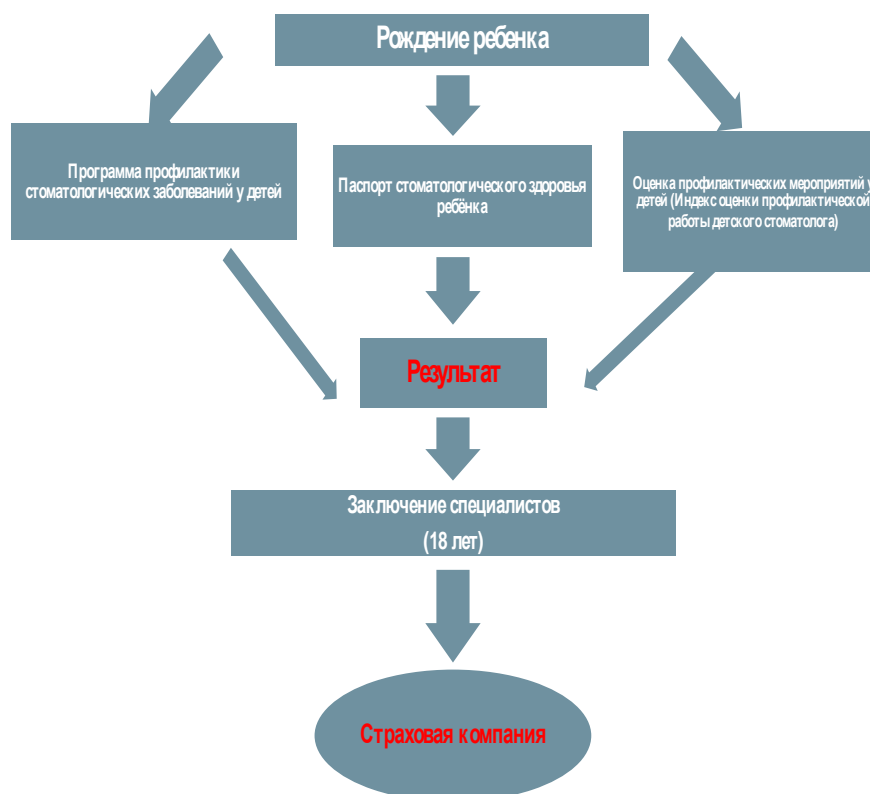 Рождение ребенка
Программа профилактики
стоматологических заболеваний у детей
Паспорт стоматологического здоровья
ребёнка
Оценка профилактических мероприятий у
детей (Индекс оценки профилактической
работы детского стоматолога)
Результат
Заключение специалистов
(18 лет)
Страховая компания